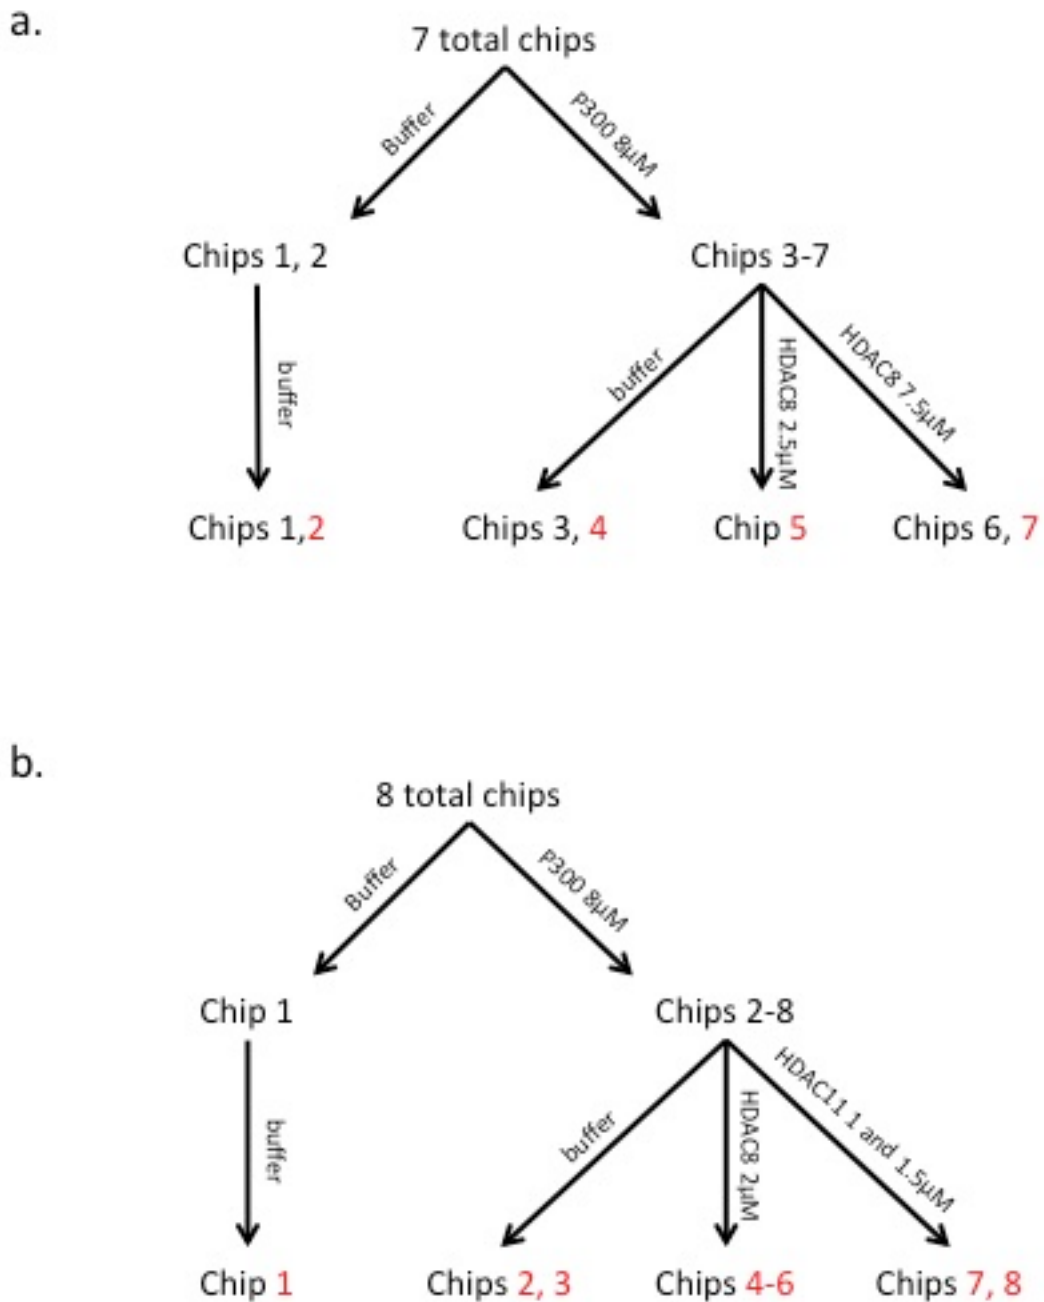 a.
7 total chips
Buffer
P300 8µM
Chips 1, 2
Chips 3-7
buffer
buffer
HDAC8 2.5µM
HDAC8 7.5µM
Chips 1,2
Chips 3, 4
Chip 5
Chips 6, 7
b.
8 total chips
Buffer
P300 8µM
Chip 1
Chips 2-8
buffer
buffer
HDAC8 2µM
HDAC11 1 and 1.5µM
Chip 1
Chips 2, 3
Chips 4-6
Chips 7, 8